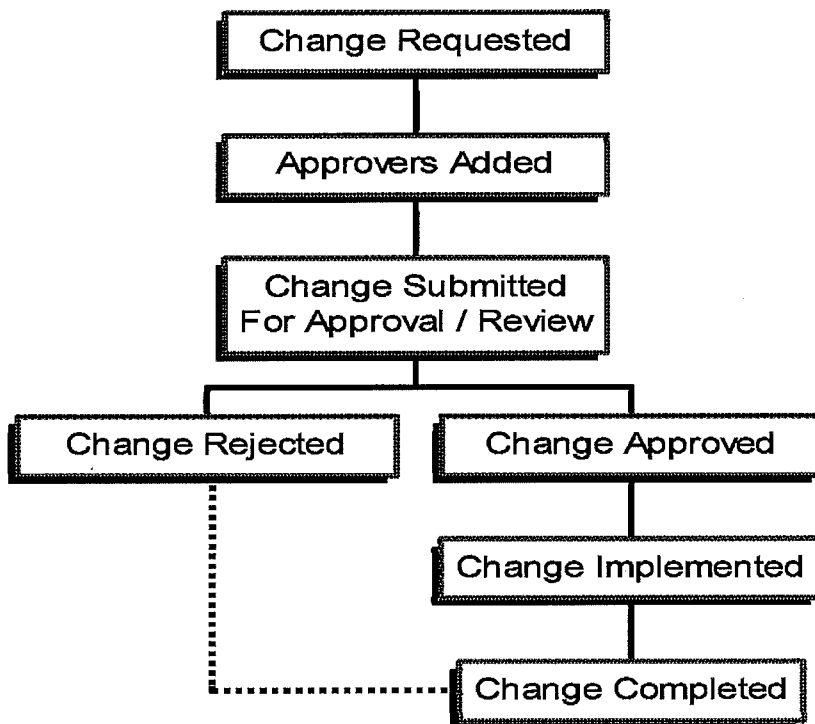 Change Requested
Approvers Added
Change Submitted
For Approval / Review
Change Rejected
Change Approved
Change Implemented
Change Completed